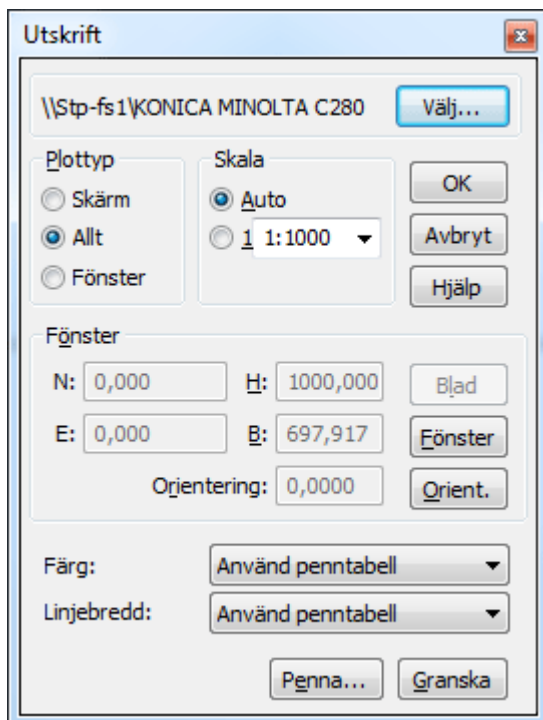 Utskrift
\\Stp-fs1\KONICA MINOLTA C280 Välj...
Plottyp
Skärm
Allt
Fönster
Skala
Auto
1 1:1000
OK
Avbryt
Hjälp
Fönster
N: 0,000 H: 1000,000 Blad
E: 0,000 B: 697,917 Fönster
Orientering: 0,0000 Orient.
Färg: Använd penntabell
Linjebredd: Använd penntabell
Penna... Granska